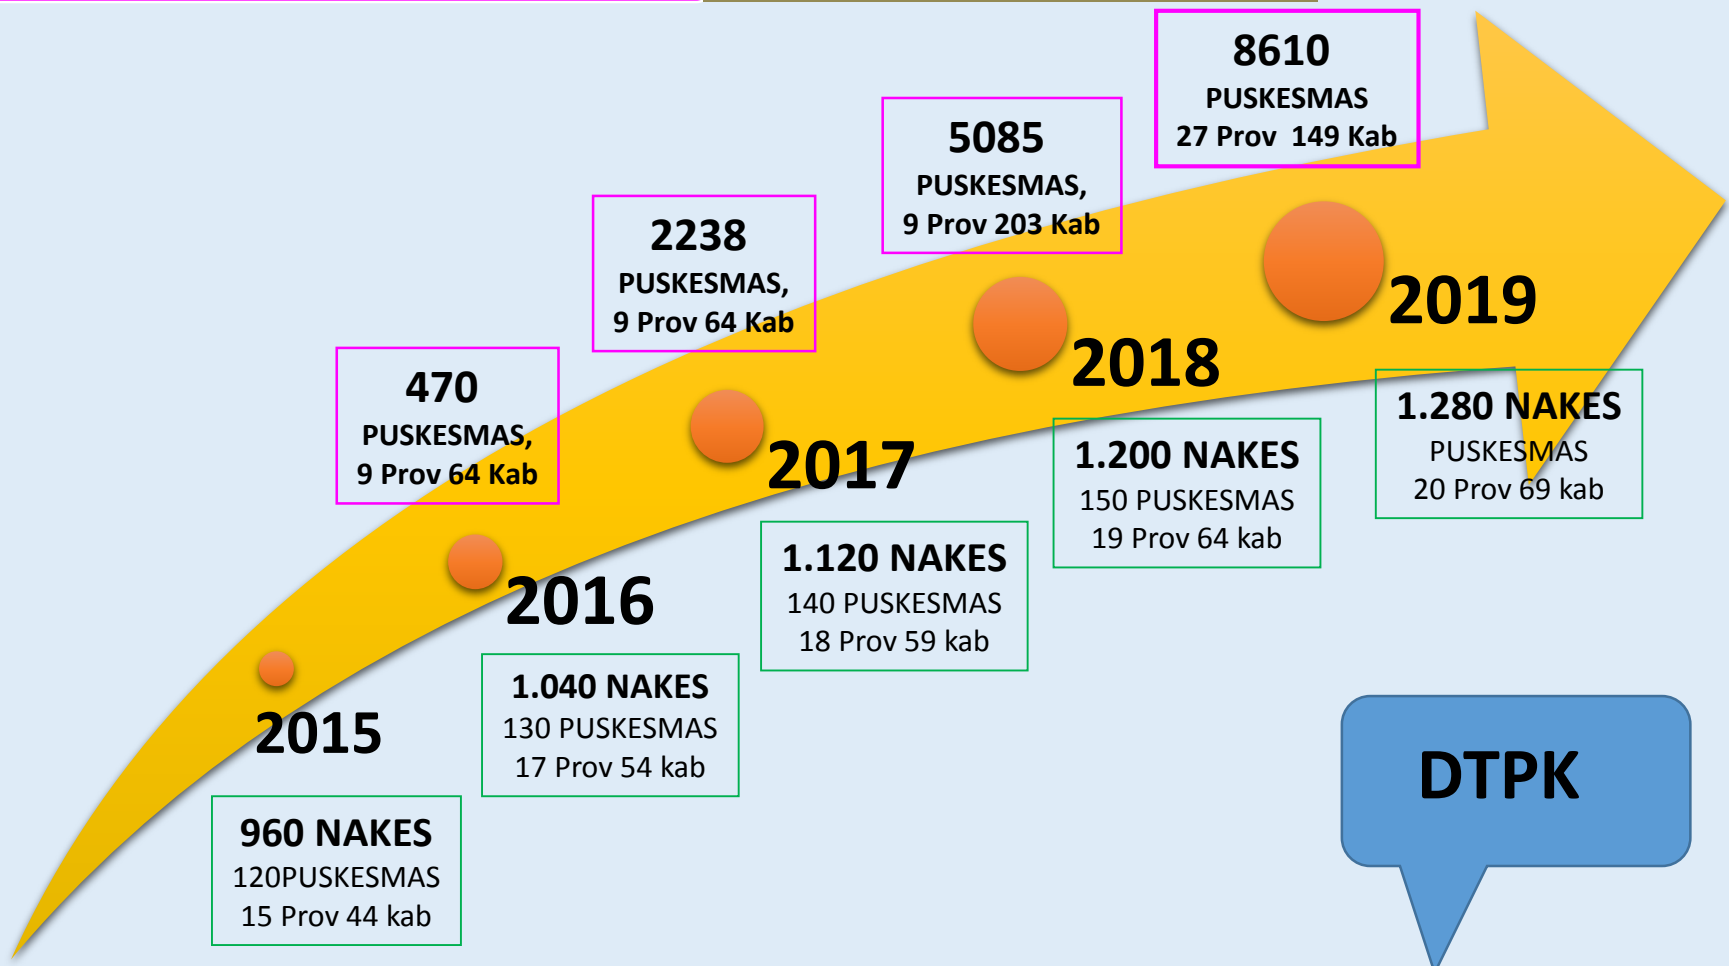 8610
PUSKESMAS
27 Prov 149 Kab
5085
PUSKESMAS,
9 Prov 203 Kab
2238
PUSKESMAS,
9 Prov 64 Kab
470
PUSKESMAS,
9 Prov 64 Kab
2019
2018
2017
2016
2015
1.280 NAKES
PUSKESMAS
20 Prov 69 kab
1.200 NAKES
150 PUSKESMAS
19 Prov 64 kab
1.120 NAKES
140 PUSKESMAS
18 Prov 59 kab
1.040 NAKES
130 PUSKESMAS
17 Prov 54 kab
960 NAKES
120PUSKESMAS
15 Prov 44 kab
DTPK